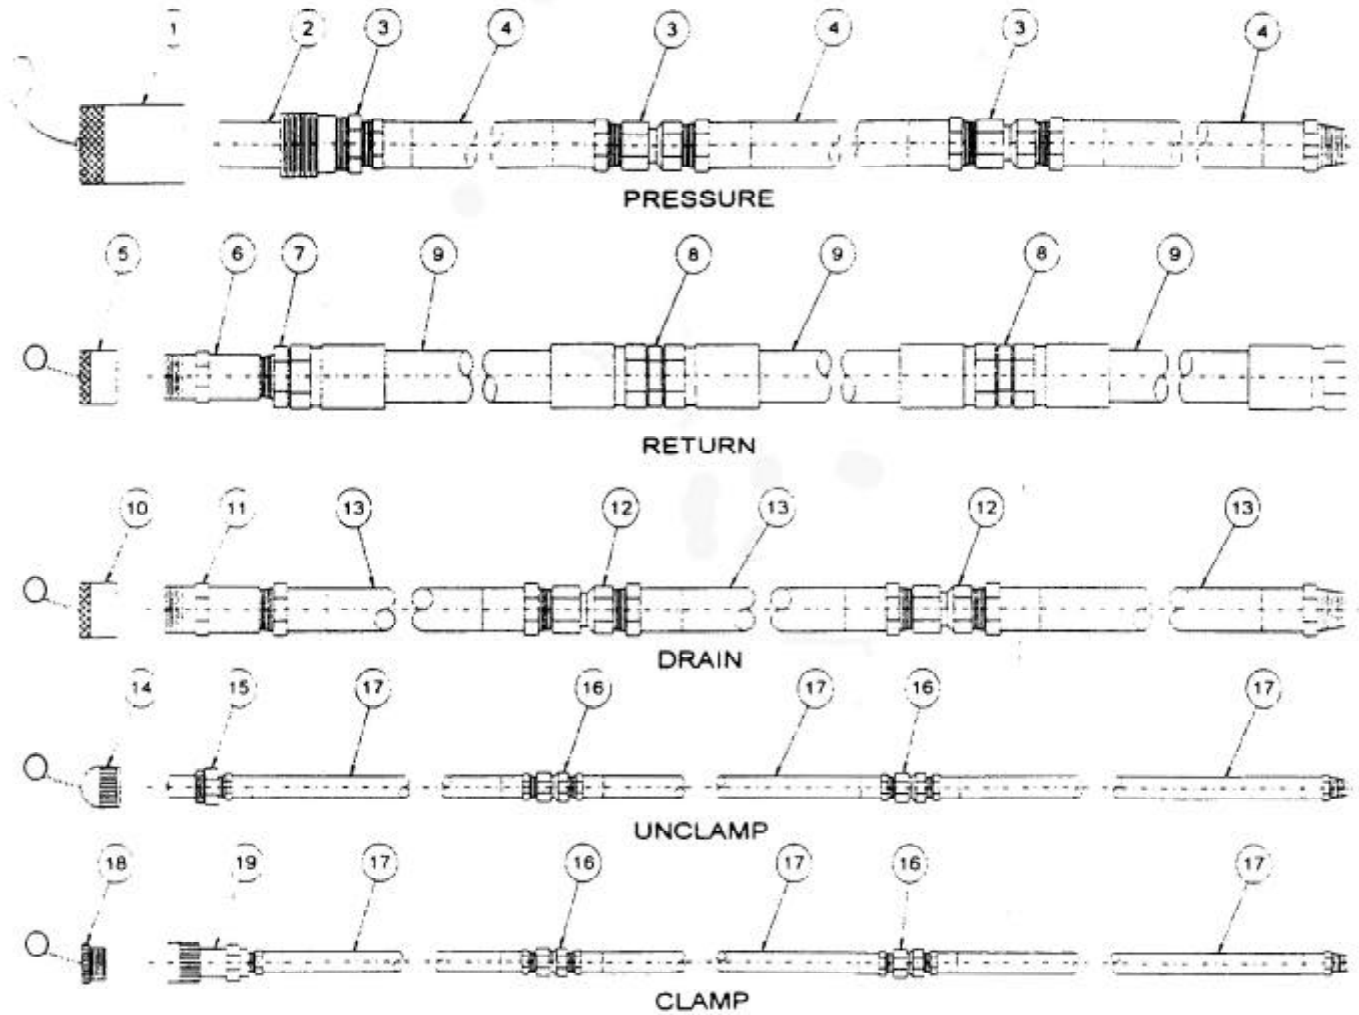 1 2 3 4 3 4 3 4
PRESSURE
5 6 7 9 8 9 8 9
RETURN
10 11 13 12 13 12 13
DRAIN
14 15 17 16 17 16 17
UNCLAMP
18 19 17 16 17 16 17
CLAMP